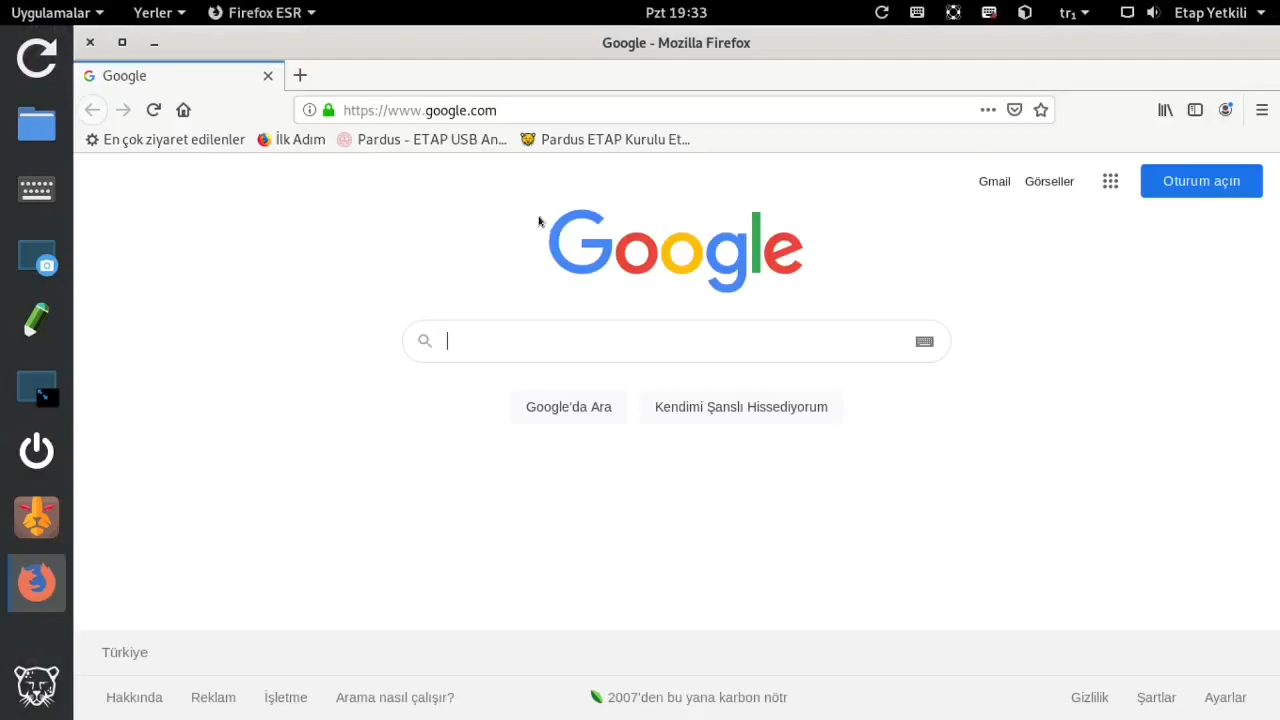 Uygulamalar Yerler Firefox ESR Pzt 19:33 tr₁ Etap Yetkili
Google - Mozilla Firefox
Google
https://www.google.com
En çok ziyaret edilenler İlk Adım Pardus - ETAP USB An... Pardus ETAP Kurulu Et...
Gmail Görseller Oturum açın
Google
Google'da Ara Kendimi Şanslı Hissediyorum
Türkiye
Hakkında Reklam İşletme Arama nasıl çalışır? 2007'den bu yana karbon nötr Gizlilik Şartlar Ayarlar